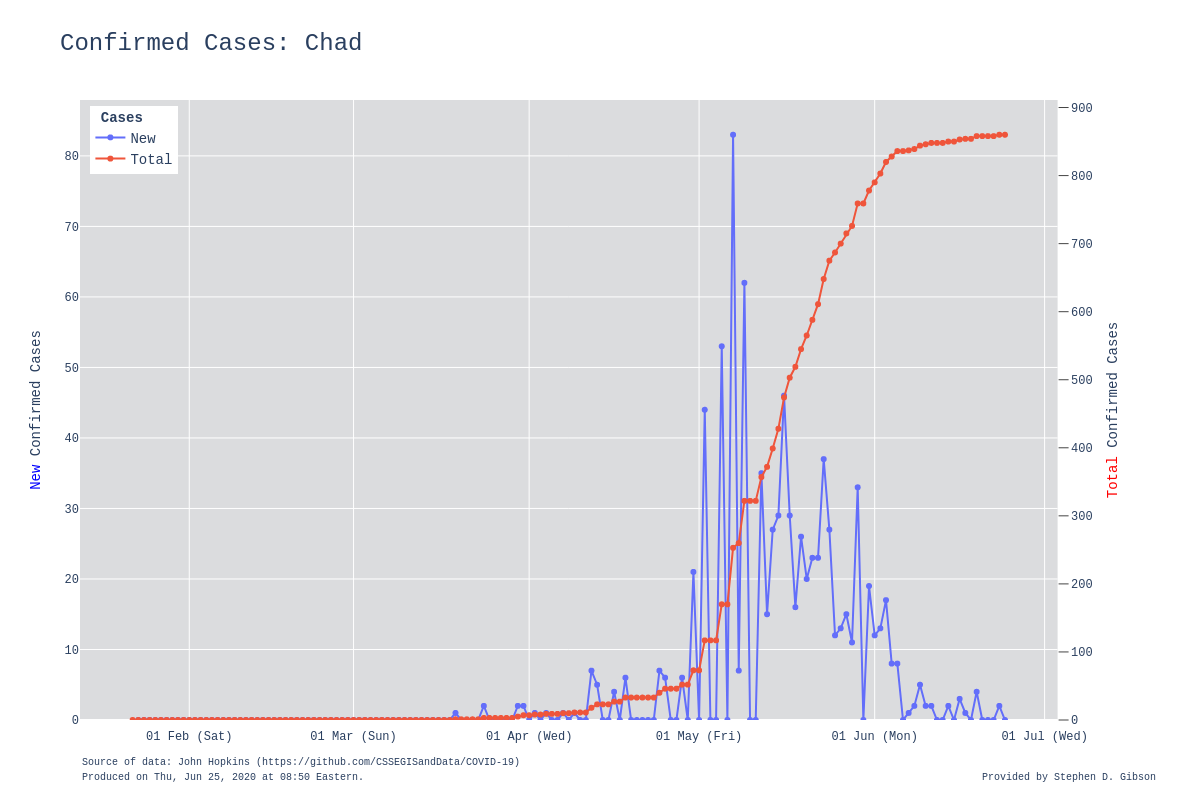 Confirmed Cases: Chad
Cases
New
Total
80
70
60
50
40
30
20
10
0
New Confirmed Cases
900
800
700
600
500
400
300
200
100
0
Total Confirmed Cases
01 Feb (Sat) 01 Mar (Sun) 01 Apr (Wed) 01 May (Fri) 01 Jun (Mon) 01 Jul (Wed)
Source of data: John Hopkins (https://github.com/CSSEGISandData/COVID-19)
Produced on Thu, Jun 25, 2020 at 08:50 Eastern.
Provided by Stephen D. Gibson